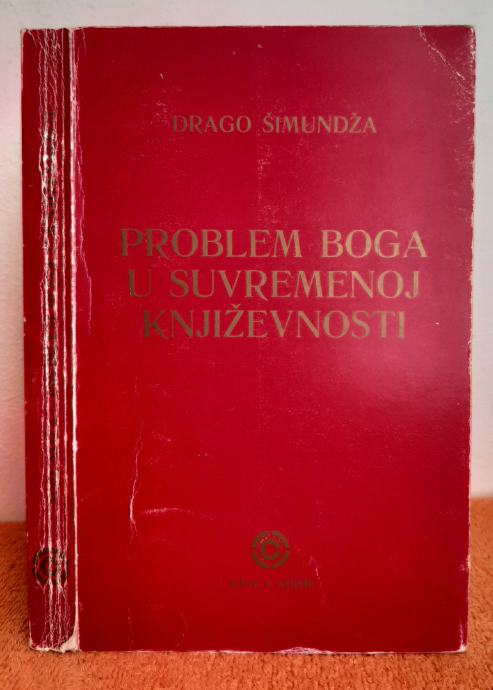 DRAGO ŠIMUNDŽA
PROBLEM BOGA
U SUVREMENOJ
KNJIŽEVNOSTI